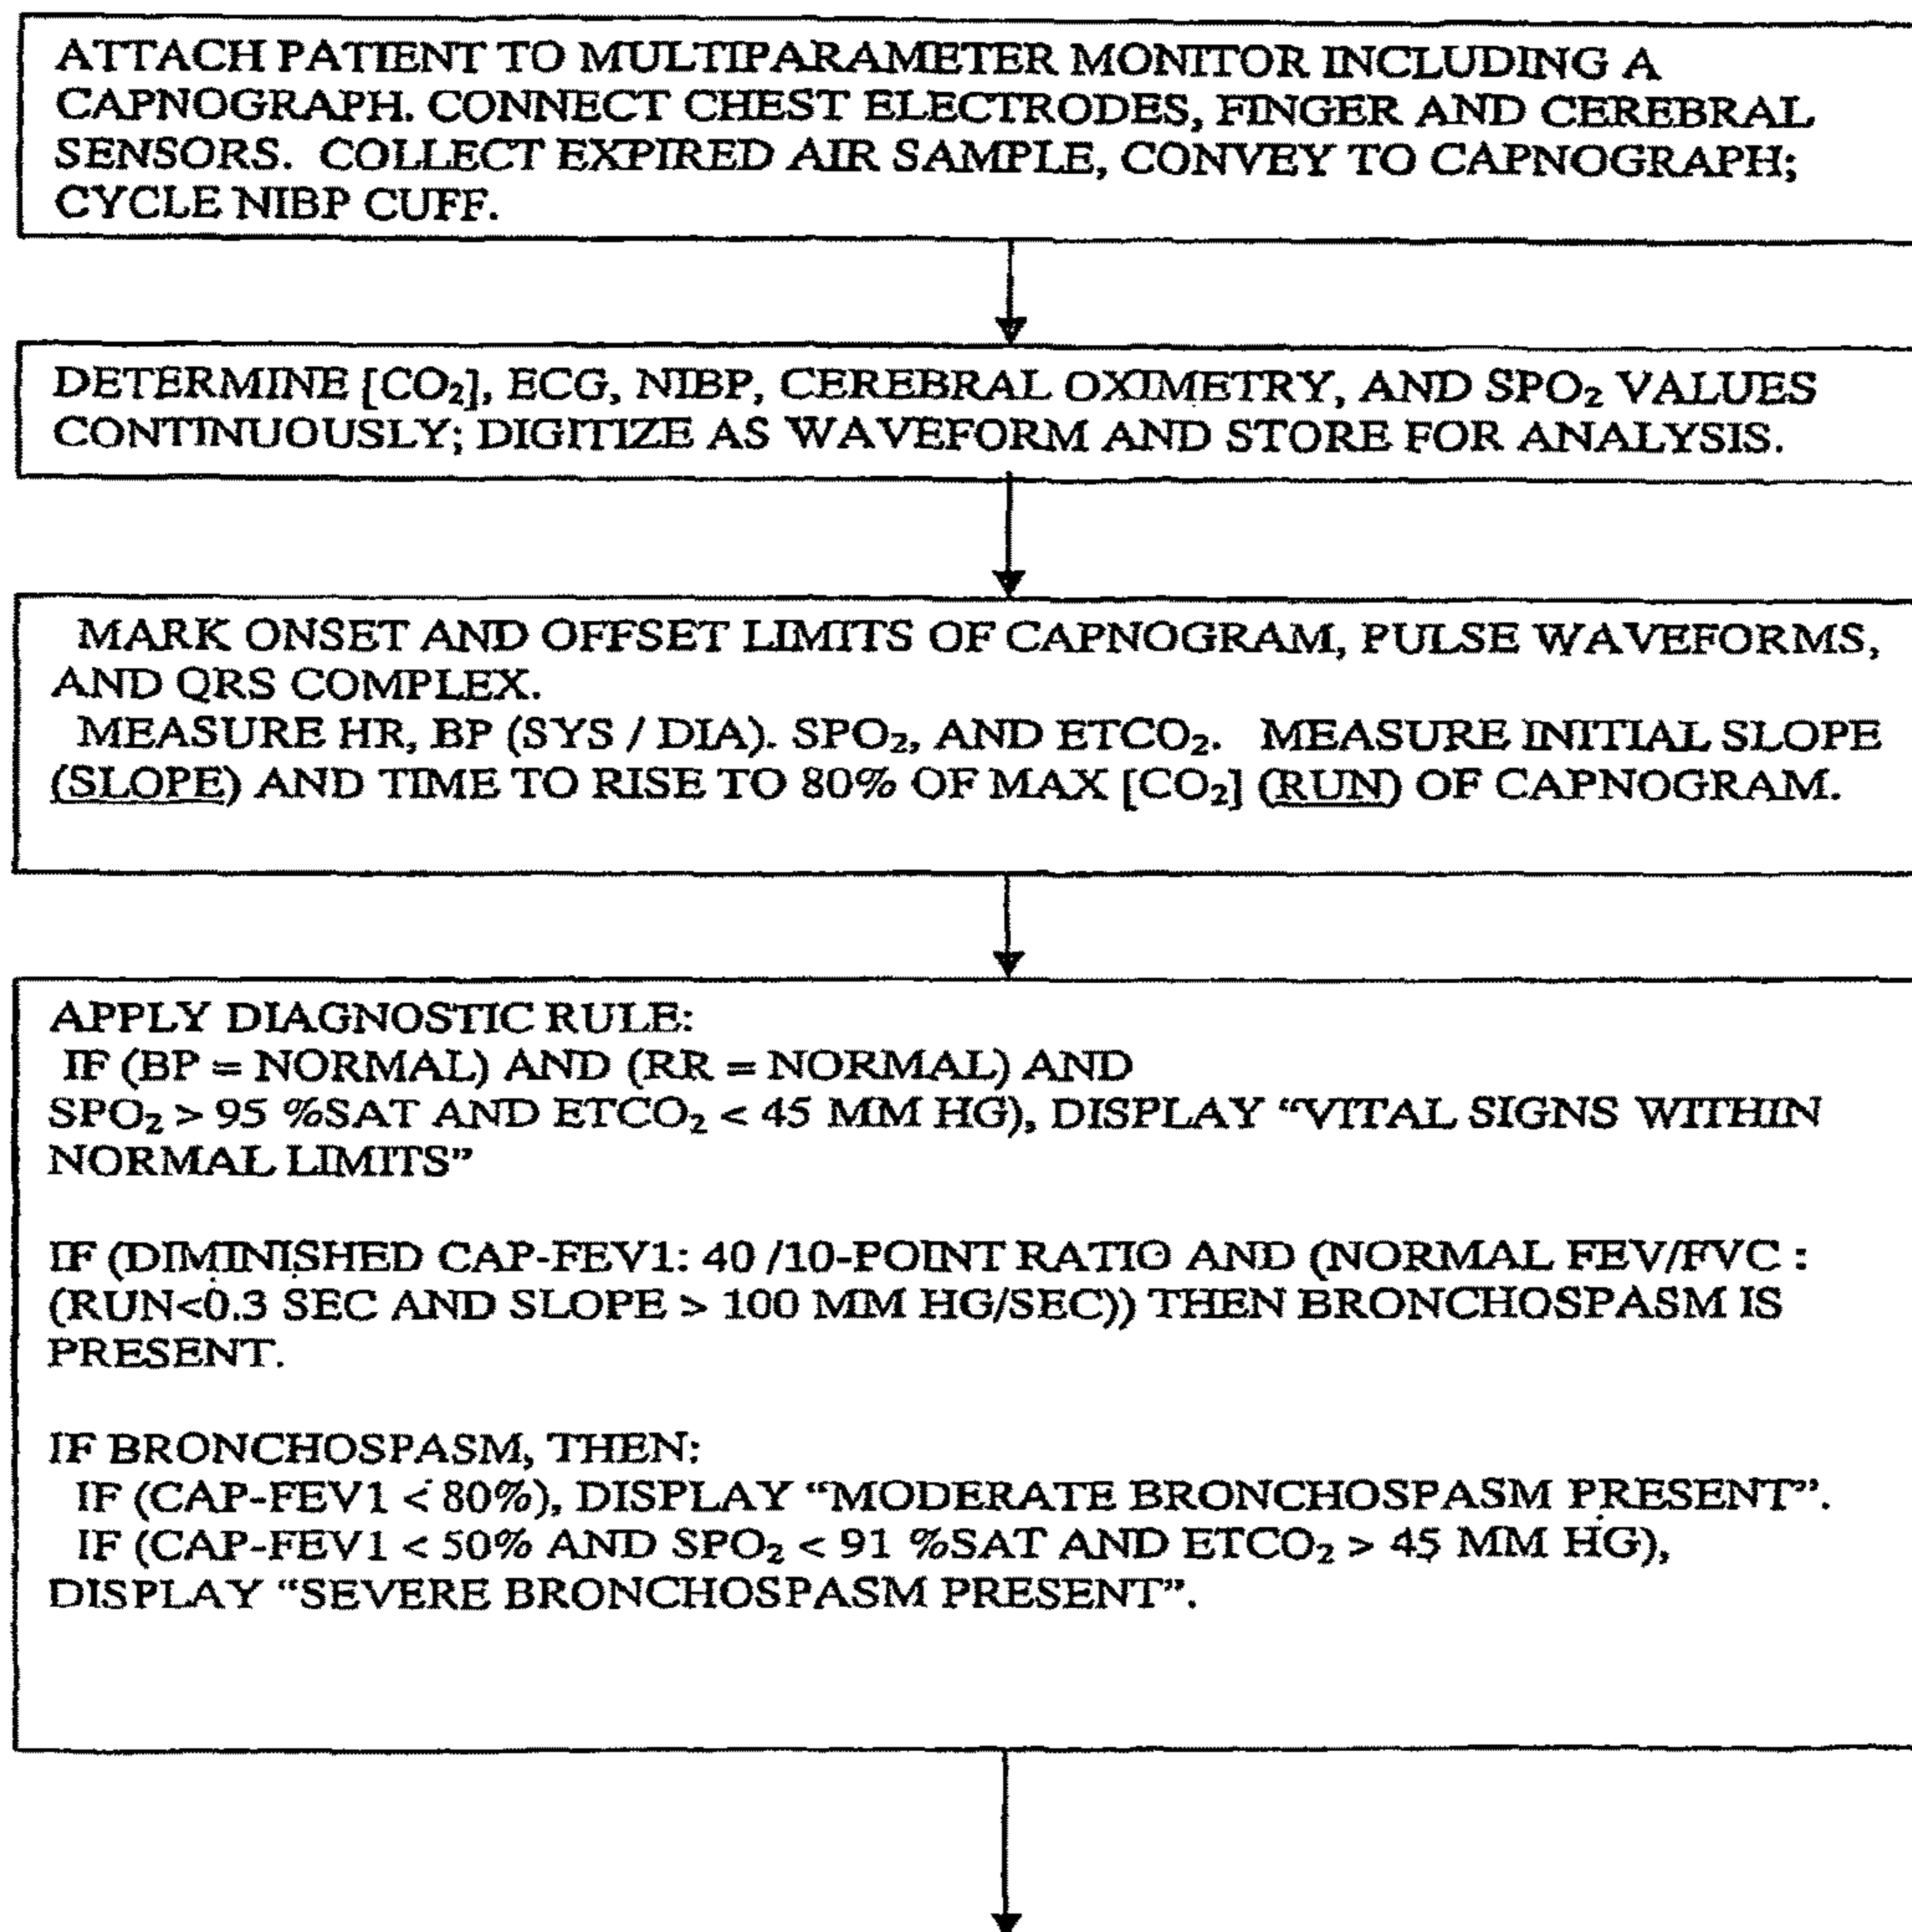 ATTACH PATIENT TO MULTIPARAMETER MONITOR INCLUDING A
CAPNOGRAPH. CONNECT CHEST ELECTRODES, FINGER AND CEREBRAL
SENSORS. COLLECT EXPIRED AIR SAMPLE, CONVEY TO CAPNOGRAPH;
CYCLE NIBP CUFF.
DETERMINE [CO₂], ECG, NIBP, CEREBRAL OXIMETRY, AND SPO₂ VALUES
CONTINUOUSLY; DIGITIZE AS WAVEFORM AND STORE FOR ANALYSIS.
MARK ONSET AND OFFSET LIMITS OF CAPNOGRAM, PULSE WAVEFORMS,
AND QRS COMPLEX.
MEASURE HR, BP (SYS / DIA). SPO₂, AND ETCO₂. MEASURE INITIAL SLOPE
(SLOPE) AND TIME TO RISE TO 80% OF MAX [CO₂] (RUN) OF CAPNOGRAM.
APPLY DIAGNOSTIC RULE:
IF (BP = NORMAL) AND (RR = NORMAL) AND
SPO₂ > 95 %SAT AND ETCO₂ < 45 MM HG), DISPLAY “VITAL SIGNS WITHIN
NORMAL LIMITS”
IF (DIMINISHED CAP-FEV1: 40 /10-POINT RATIO AND (NORMAL FEV/FVC :
(RUN<0.3 SEC AND SLOPE > 100 MM HG/SEC)) THEN BRONCHOSPASM IS
PRESENT.
IF BRONCHOSPASM, THEN:
IF (CAP-FEV1 < 80%), DISPLAY “MODERATE BRONCHOSPASM PRESENT”.
IF (CAP-FEV1 < 50% AND SPO₂ < 91 %SAT AND ETCO₂ > 45 MM HG),
DISPLAY “SEVERE BRONCHOSPASM PRESENT”.